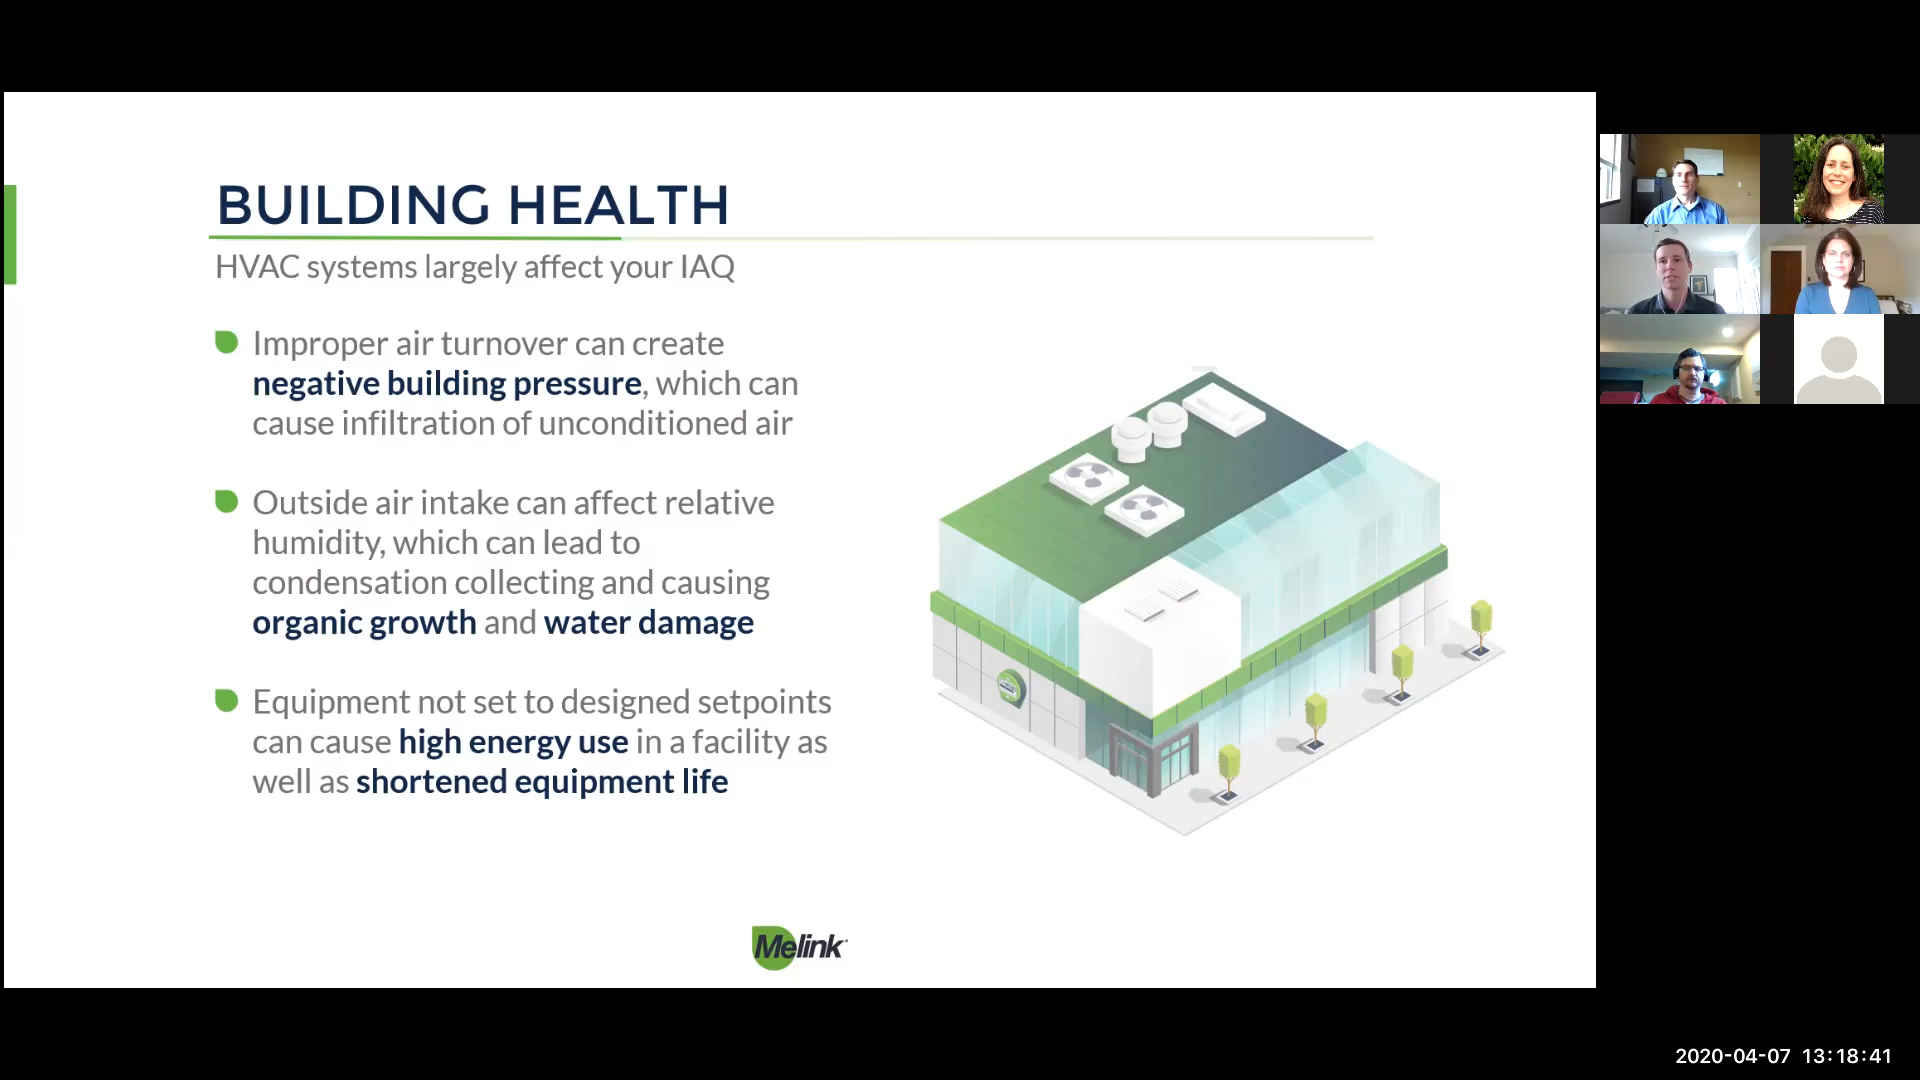 BUILDING HEALTH
HVAC systems largely affect your IAQ
Improper air turnover can create
negative building pressure, which can
cause infiltration of unconditioned air
Outside air intake can affect relative
humidity, which can lead to
condensation collecting and causing
organic growth and water damage
Equipment not set to designed setpoints
can cause high energy use in a facility as
well as shortened equipment life
Melink
2020-04-07 13:18:41